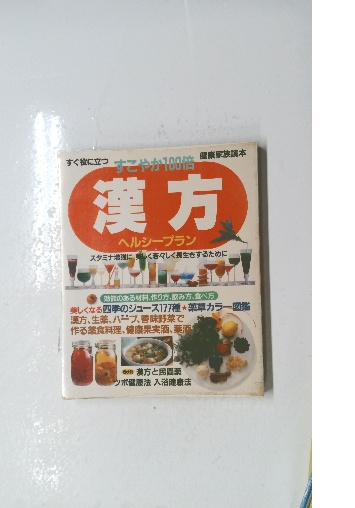 すぐ役に立つ
すこやか100倍
健康家族読本
漢方
ヘルシープラン
スタミナ増強に 美しく若々しく長生きするために
効能のある材料、作り方、飲み方、食べ方
美しくなる四季のジュース177種★薬草カラー図鑑
漢方、生薬、ハーブ、香味野菜で
作る薬食料理、健康果実酒、薬酒
漢方と民間薬
ツボ健康法 入浴健康法